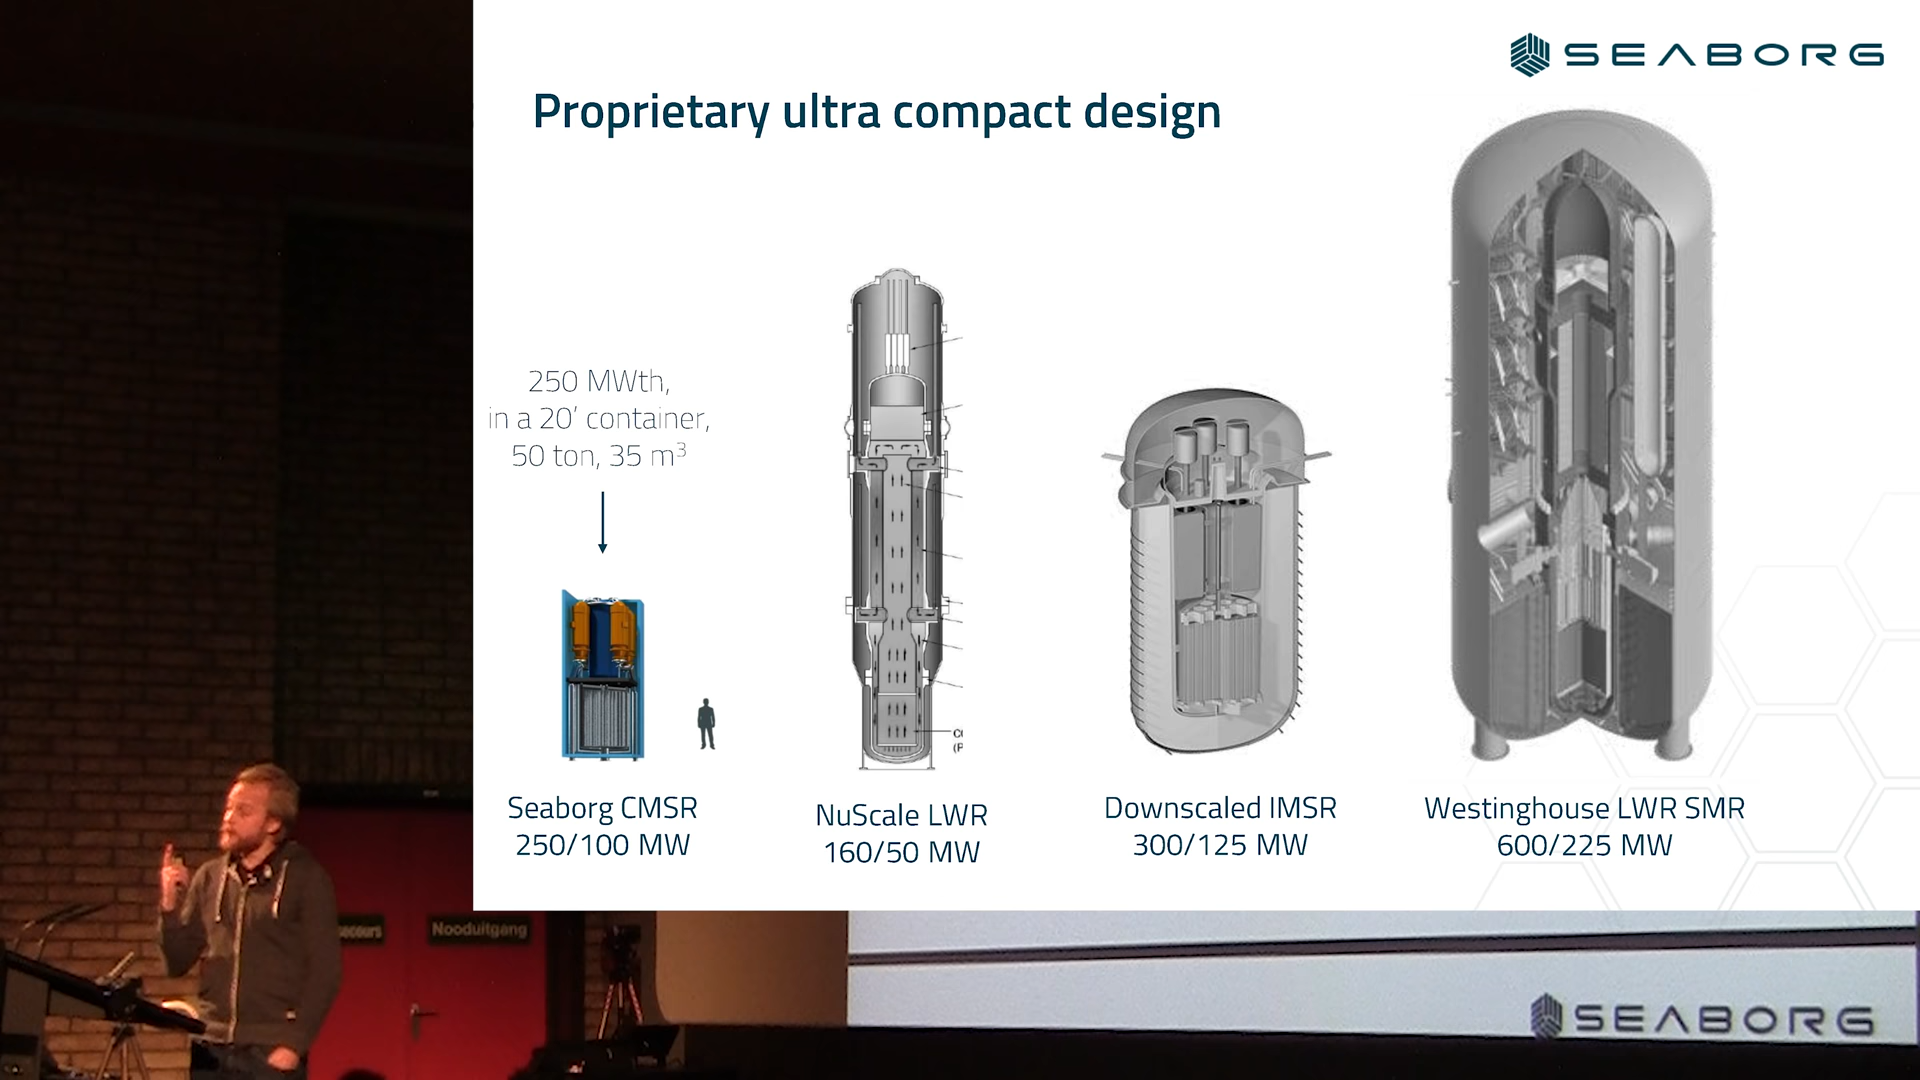 SEABORG
Proprietary ultra compact design
250 MWth,
in a 20' container,
50 ton, 35 m³
Seaborg CMSR
250/100 MW
NuScale LWR
160/50 MW
Downscaled IMSR
300/125 MW
Westinghouse LWR SMR
600/225 MW
Nooduitgang
SEABORG